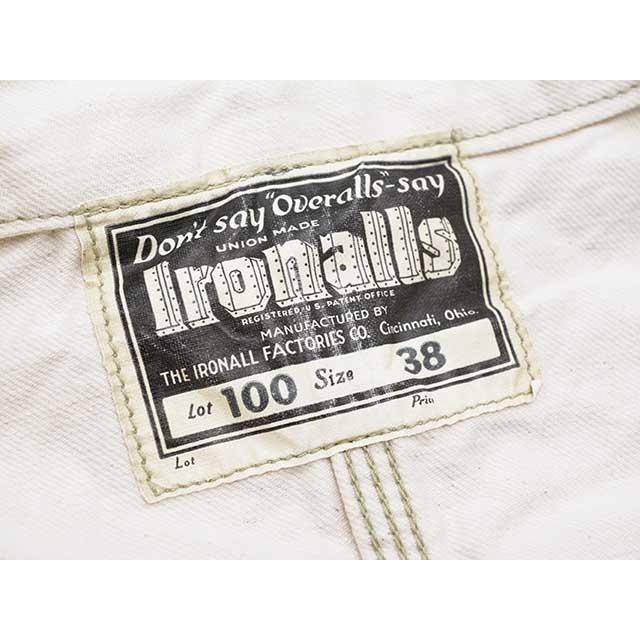 Don't say "Overalls"-say
UNION MADE
Ironalls
REGISTERED U.S. PATENT OFFICE
MANUFACTURED BY
THE IRONALL FACTORIES CO. Cincinnati, Ohio.
Lot 100 Size 38
Lot